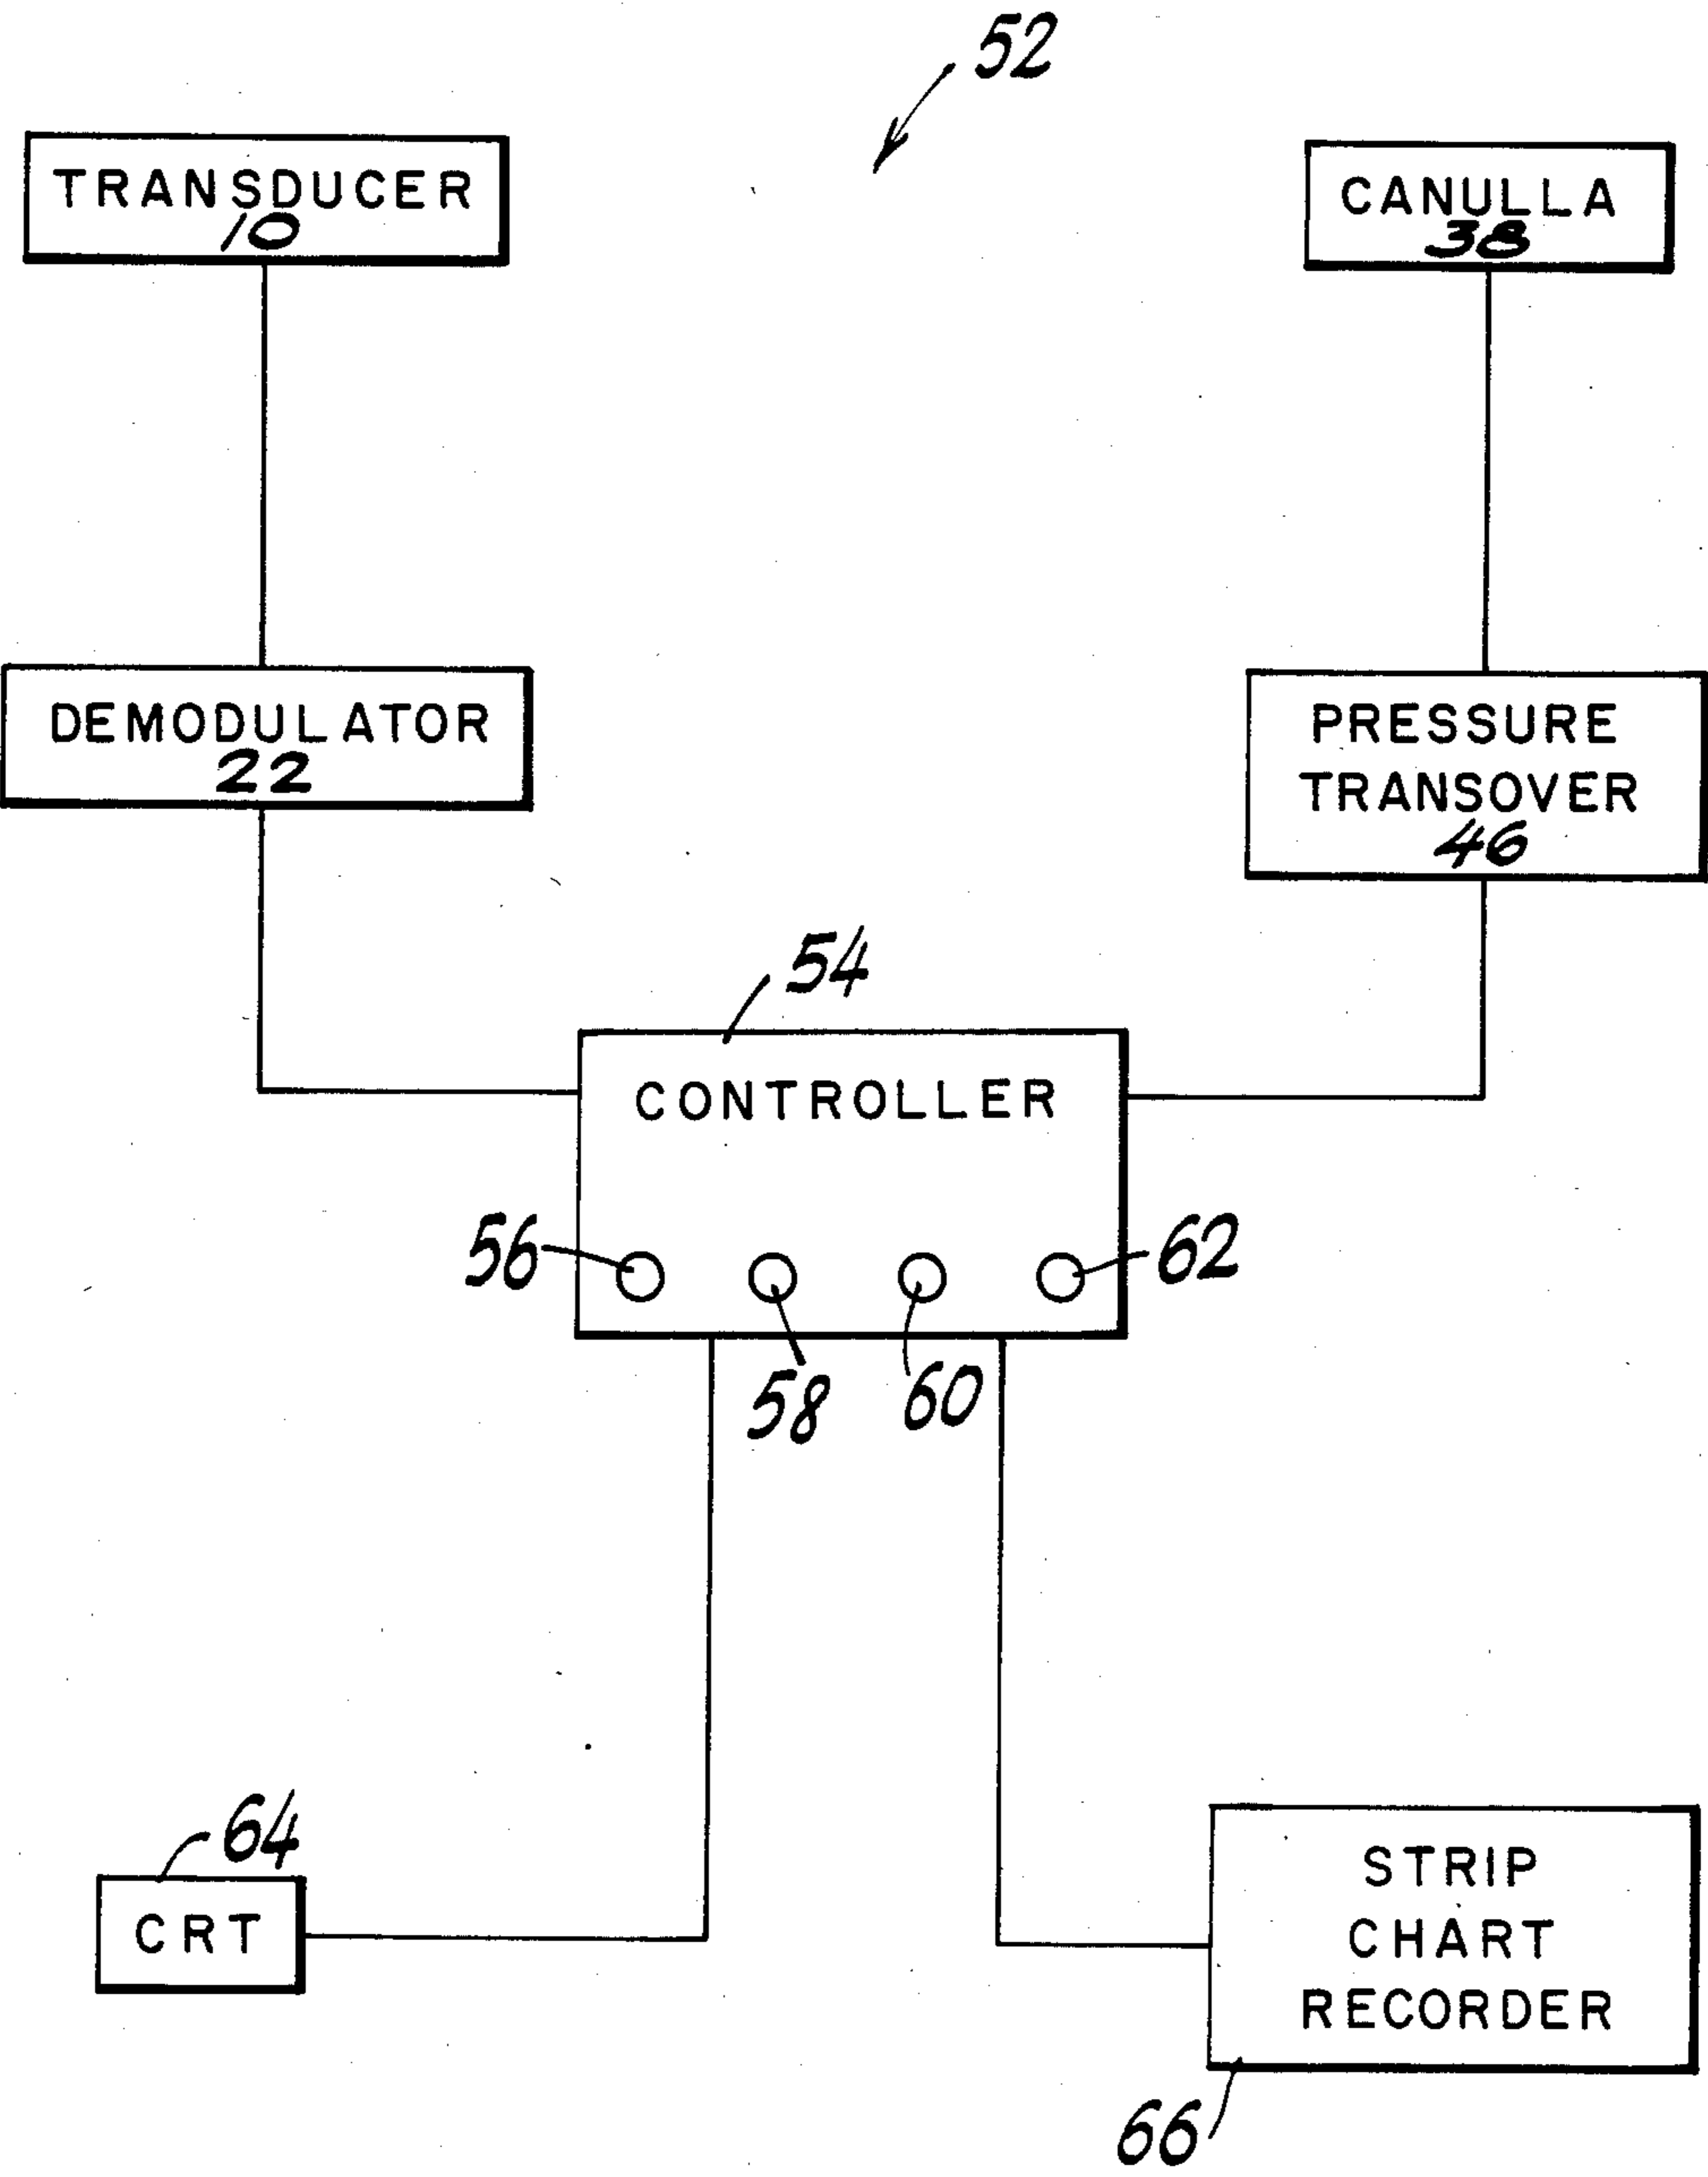 52
TRANSDUCER
10
CANULLA
38
DEMODULATOR
22
PRESSURE
TRANSOVER
46
54
CONTROLLER
56
62
58
60
64
CRT
STRIP
CHART
RECORDER
66